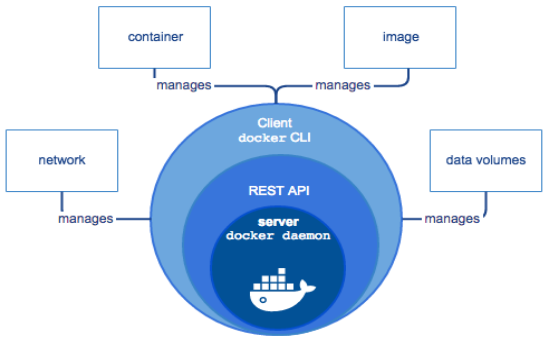 container
image
manages
manages
Client
docker CLI
network
data volumes
REST API
manages
manages
server
docker daemon